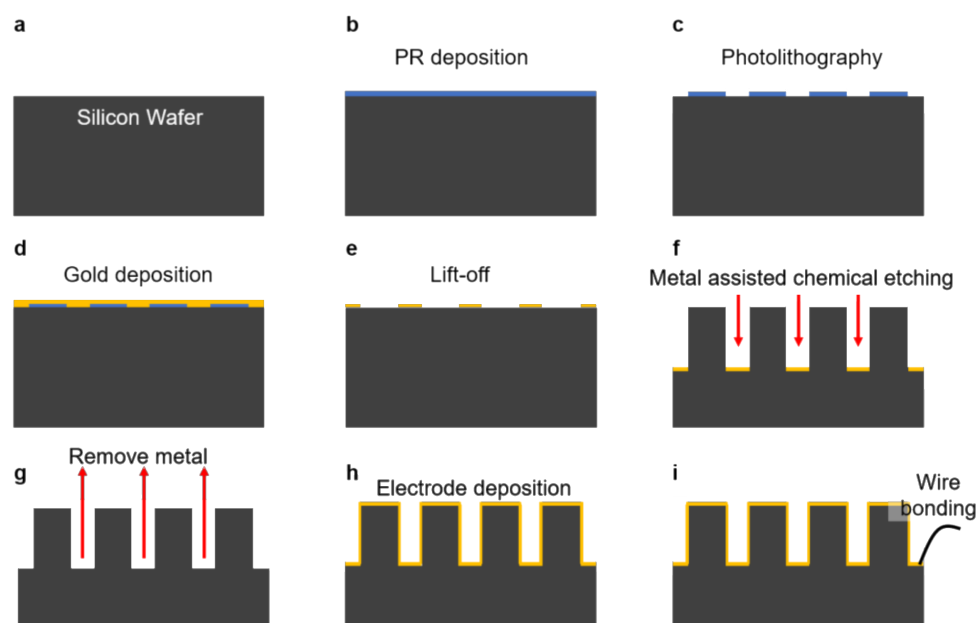 a
b
c
PR deposition
Photolithography
Silicon Wafer
d
e
f
Gold deposition
Lift-off
Metal assisted chemical etching
g
Remove metal
h
Electrode deposition
i
Wire
bonding